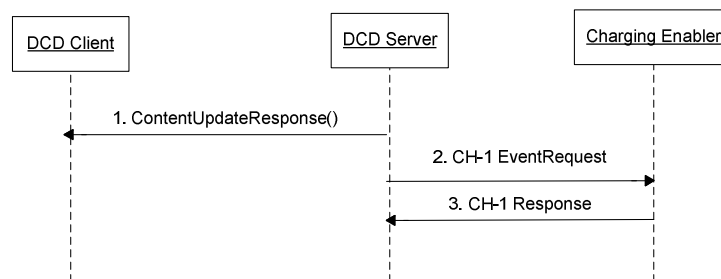 DCD Client
DCD Server
Charging Enabler
1. ContentUpdateResponse()
2. CH-1 EventRequest
3. CH-1 Response